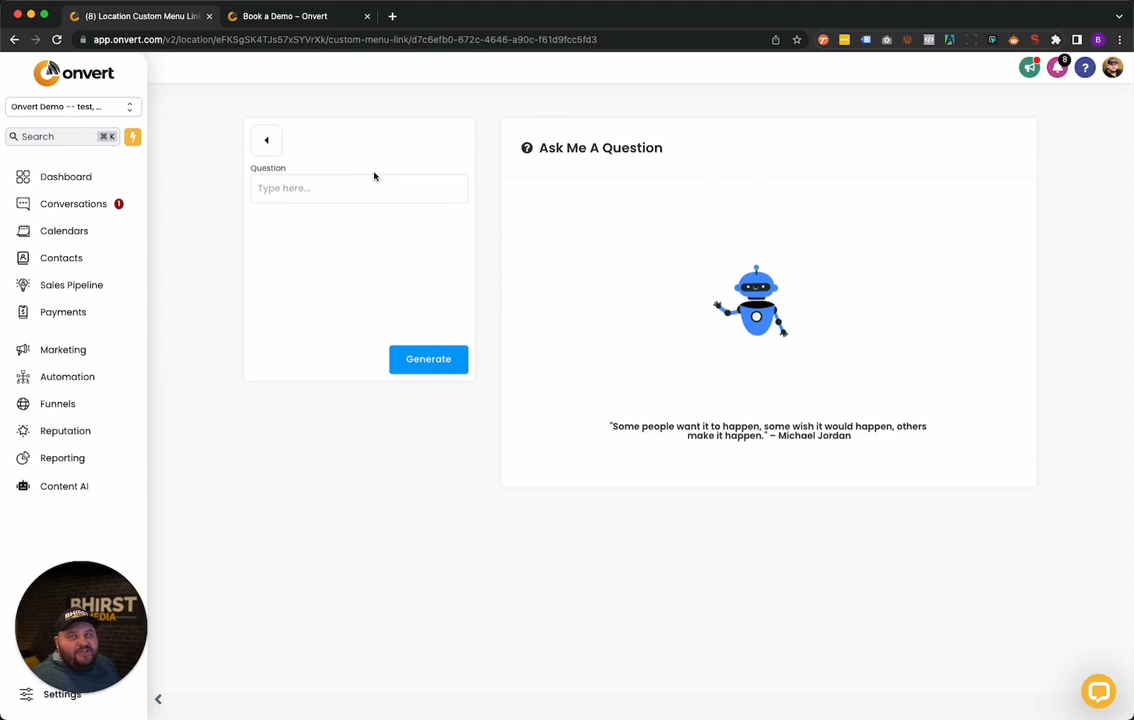 (8) Location Custom Menu Lin
Book a Demo – Onvert
app.onvert.com/v2/location/eFKSgSK4TJs57xSYVrXk/custom-menu-link/d7c6efb0-672c-4646-a90c-f61d9fcc5fd3
B
onvert
8
?
Onvert Demo -- test, ...
Search
⌘ K
Ask Me A Question
Question
Type here...
Dashboard
Conversations
1
Calendars
Contacts
Sales Pipeline
Payments
Marketing
Generate
Automation
Funnels
"Some people want it to happen, some wish it would happen, others
make it happen." – Michael Jordan
Reputation
Reporting
Content AI
BHIRST
MEDIA
BHIRST
Settings